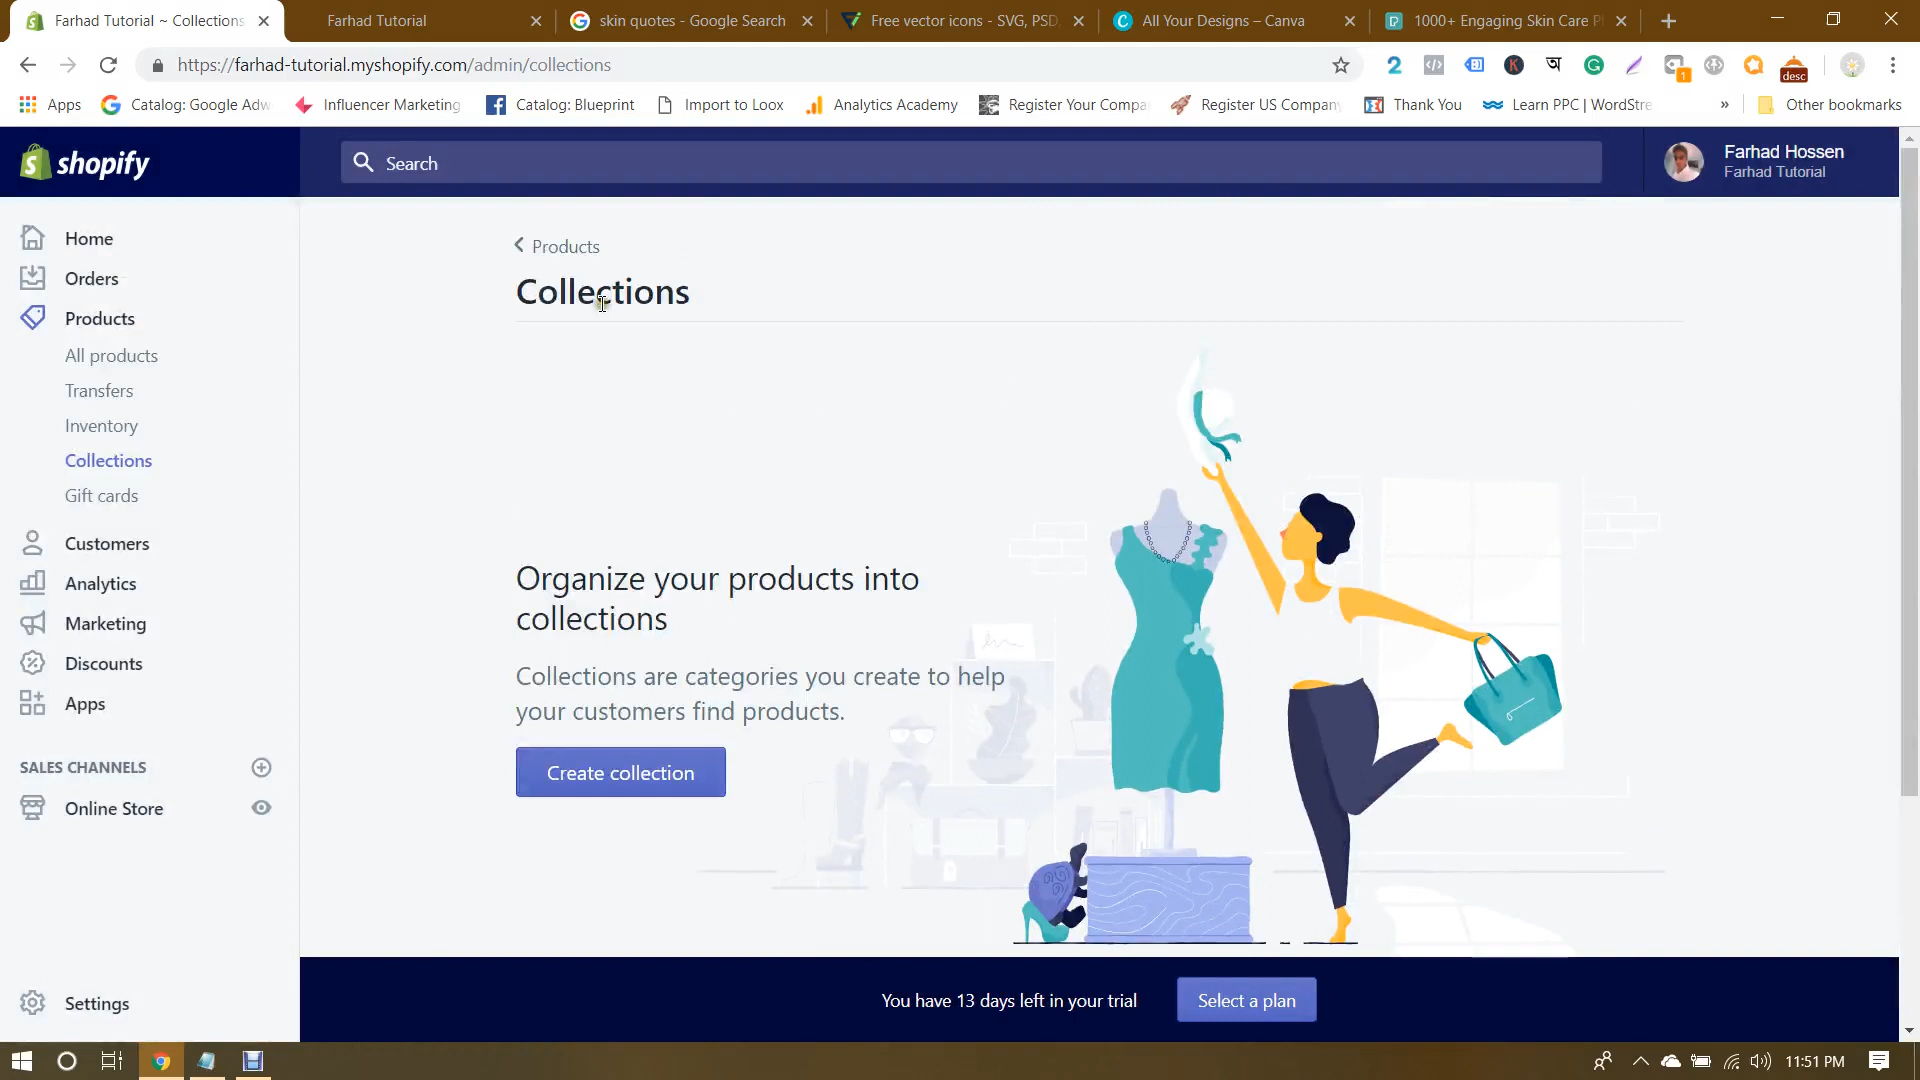 Farhad Tutorial ~ Collections
Farhad Tutorial
skin quotes - Google Search
Free vector icons - SVG, PSD,
All Your Designs – Canva
1000+ Engaging Skin Care P
https://farhad-tutorial.myshopify.com/admin/collections
1
desc
Apps
Catalog: Google Adw
Influencer Marketing
Catalog: Blueprint
Import to Loox
Analytics Academy
Register Your Compa
Register US Company
Thank You
Learn PPC | WordStre
»
Other bookmarks
shopify
Search
Farhad Hossen
Farhad Tutorial
Home
Orders
Products
All products
Transfers
Inventory
Collections
Gift cards
Customers
Analytics
Marketing
Discounts
Apps
SALES CHANNELS
Online Store
Settings
Products
Collections
Organize your products into
collections
Collections are categories you create to help
your customers find products.
Create collection
You have 13 days left in your trial
Select a plan
11:51 PM